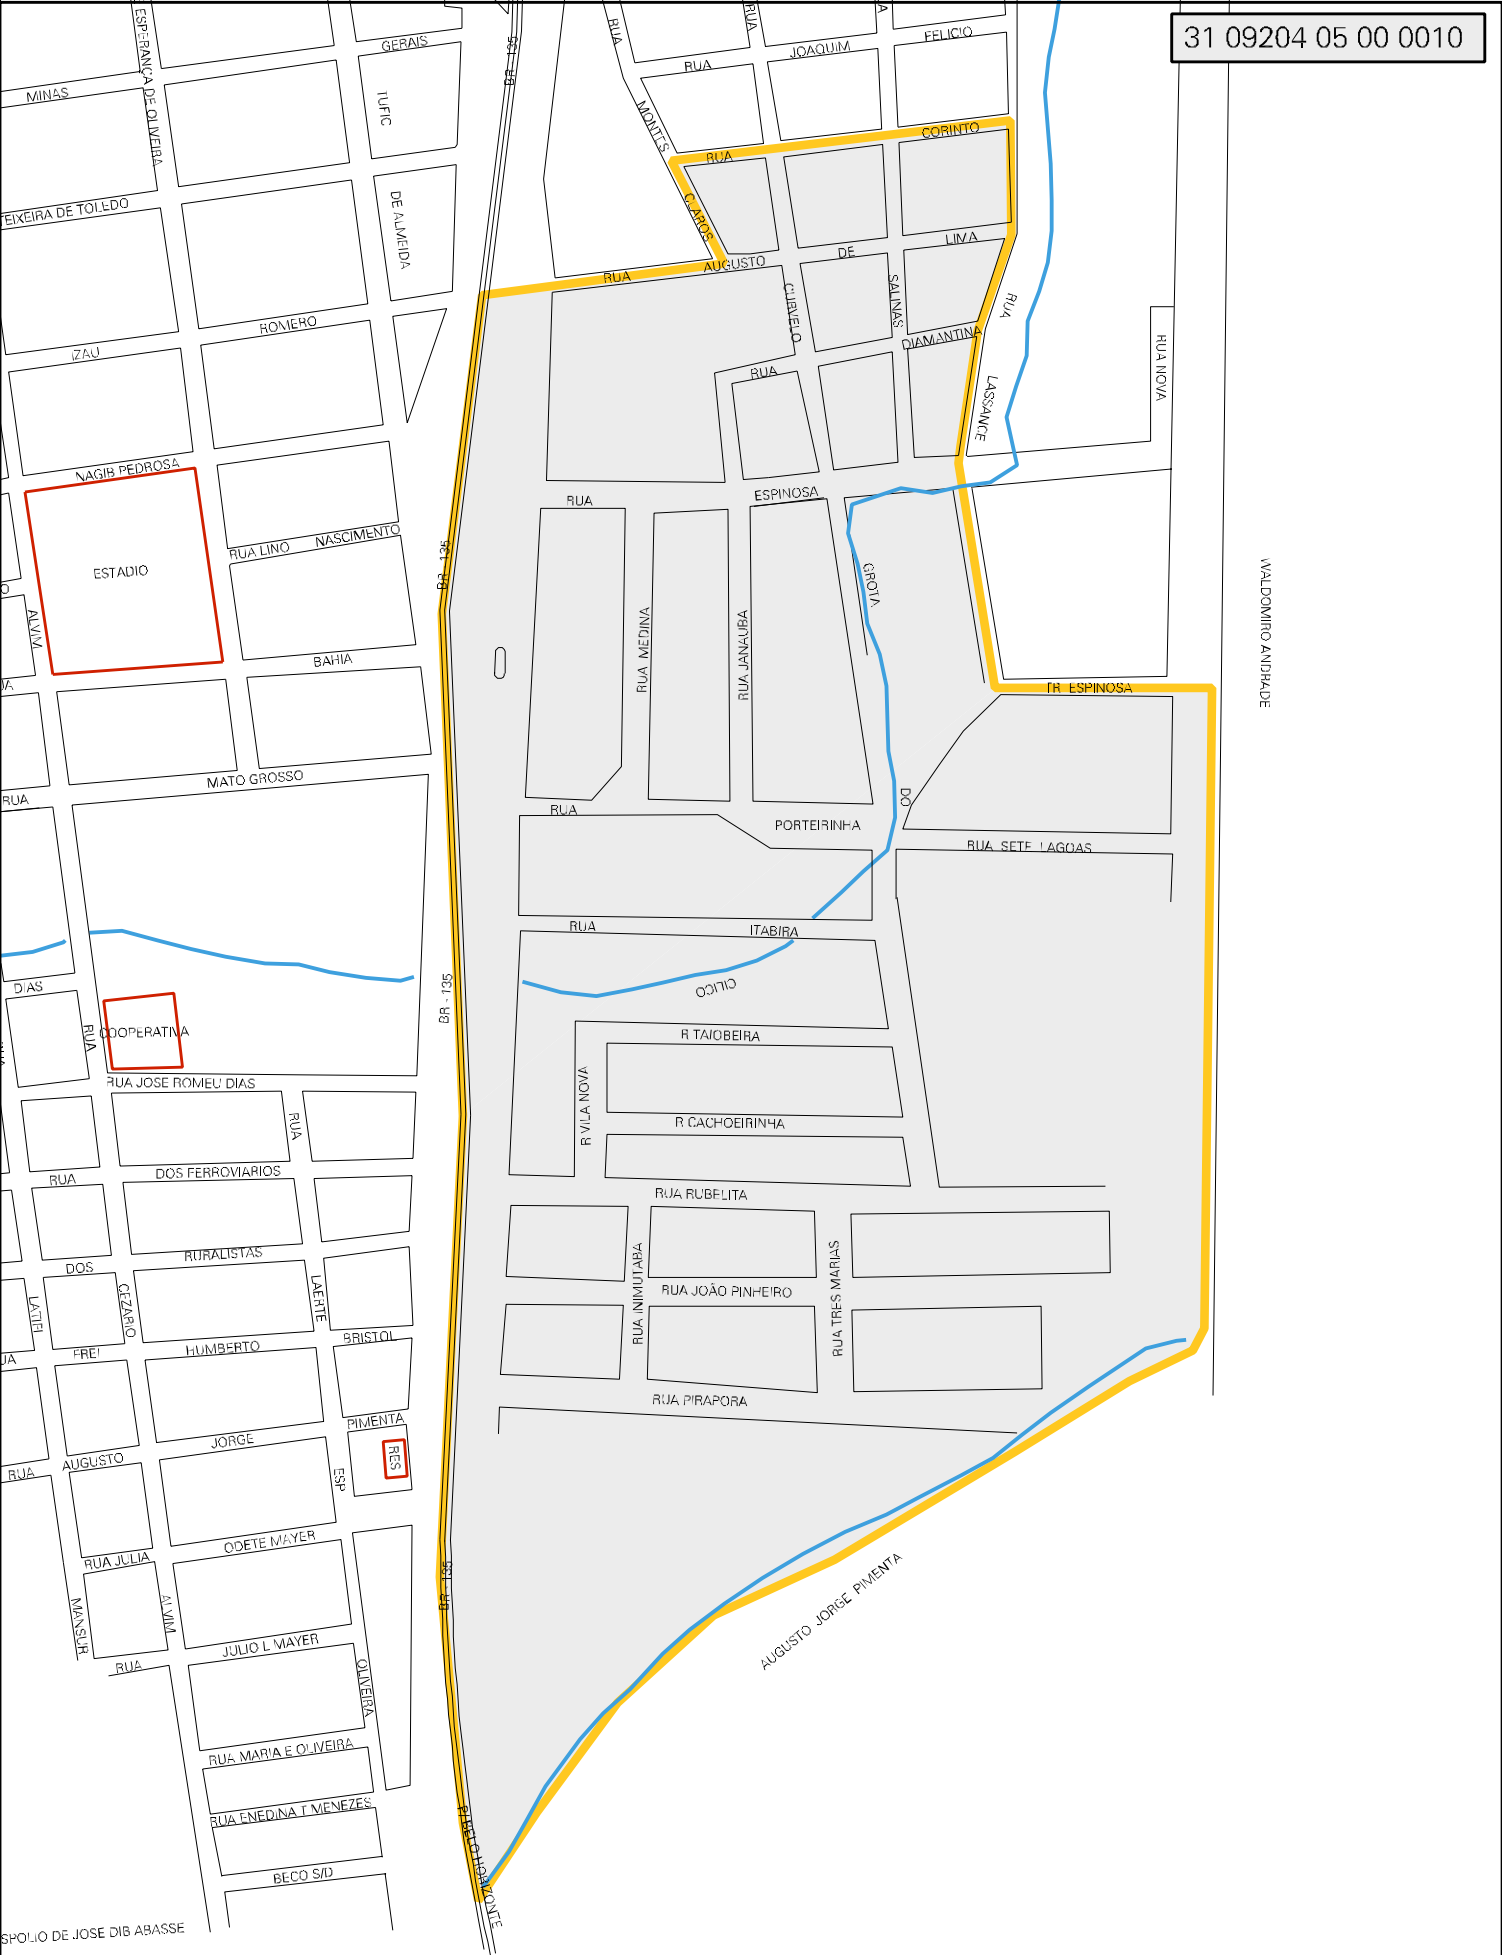 31 09204 05 00 0010
ESPERANÇA DE OLIVEIRA
GERAIS
BR - 135
RUA
RUA
JOAQUIM
FELICIO
RUA
MINAS
TUFIC
MONTES
RUA
CORINTO
TEIXEIRA DE TOLEDO
DE ALMEIDA
CLAROS
RUA
AUGUSTO
DE
LIMA
CURVELO
SALINAS
RUA
IZAU
ROMERO
DIAMANTINA
RUA
LASSANCE
RUA NOVA
NAGIB PEDROSA
RUA
ESPINOSA
RUA LINO
NASCIMENTO
BR - 135
ESTADIO
GROTA
WALDOMIRO ANDRADE
ALVIM
RUA MEDINA
RUA JANAUBA
BAHIA
TR ESPINOSA
MATO GROSSO
RUA
RUA
PORTEIRINHA
DO
RUA SETE LAGOAS
RUA
ITABIRA
DIAS
BR - 135
CILICO
RUA
COOPERATIVA
R TAIOBEIRA
RUA JOSE ROMEU DIAS
RUA
R VILA NOVA
R CACHOEIRINHA
RUA
DOS FERROVIARIOS
RUA RUBELITA
DOS
RURALISTAS
RUA INIMUTABA
RUA TRES MARIAS
LATIFI
CEZARIO
LAERTE
RUA JOÃO PINHEIRO
FREI
HUMBERTO
BRISTOL
RUA PIRAPORA
PIMENTA
RUA
AUGUSTO
JORGE
RES
ESP
RUA JULIA
ODETE MAYER
BR - 135
AUGUSTO JORGE PIMENTA
MANSUR
ALVIM
RUA
JULIO L MAYER
OLIVEIRA
RUA MARIA E OLIVEIRA
RUA ENEDINA T MENEZES
P/ BELO HORIZONTE
BECO S/D
SPOLIO DE JOSE DIB ABASSE